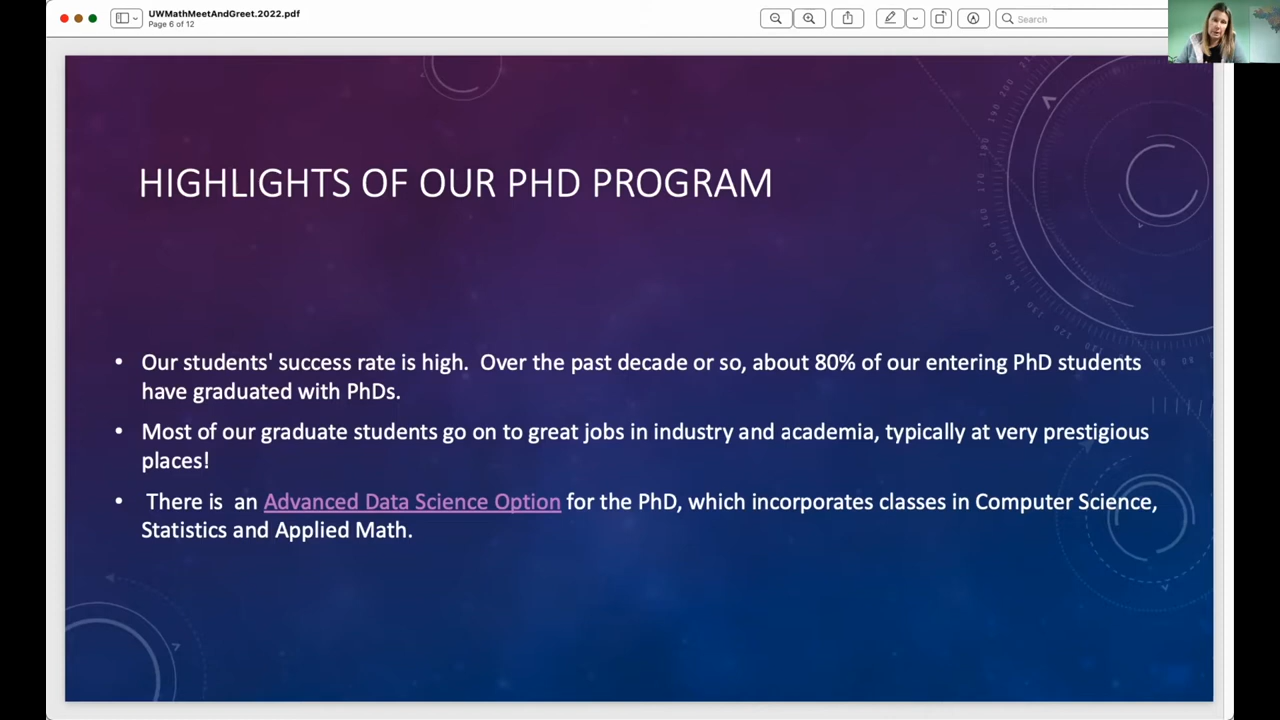 UWMathMeetAndGreet.2022.pdf
Page 6 of 12
Search
HIGHLIGHTS OF OUR PHD PROGRAM
• Our students' success rate is high. Over the past decade or so, about 80% of our entering PhD students
have graduated with PhDs.
• Most of our graduate students go on to great jobs in industry and academia, typically at very prestigious
places!
• There is an Advanced Data Science Option for the PhD, which incorporates classes in Computer Science,
Statistics and Applied Math.